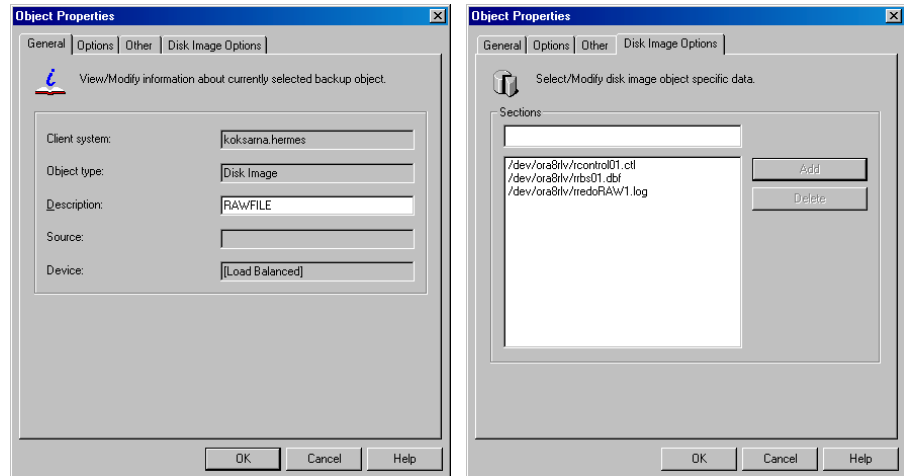 Object Properties
General Options Other Disk Image Options
View/Modify information about currently selected backup object.
Client system: koksarna.hermes
Object type: Disk Image
Description: RAWFILE
Source:
Device: [Load Balanced]
OK Cancel Help
Object Properties
General Options Other Disk Image Options
Select/Modify disk image object specific data.
Sections
/dev/ora8rlv/rcontrol01.ctl
/dev/ora8rlv/rrbs01.dbf
/dev/ora8rlv/rredoRAW1.log
Add
Delete
OK Cancel Help